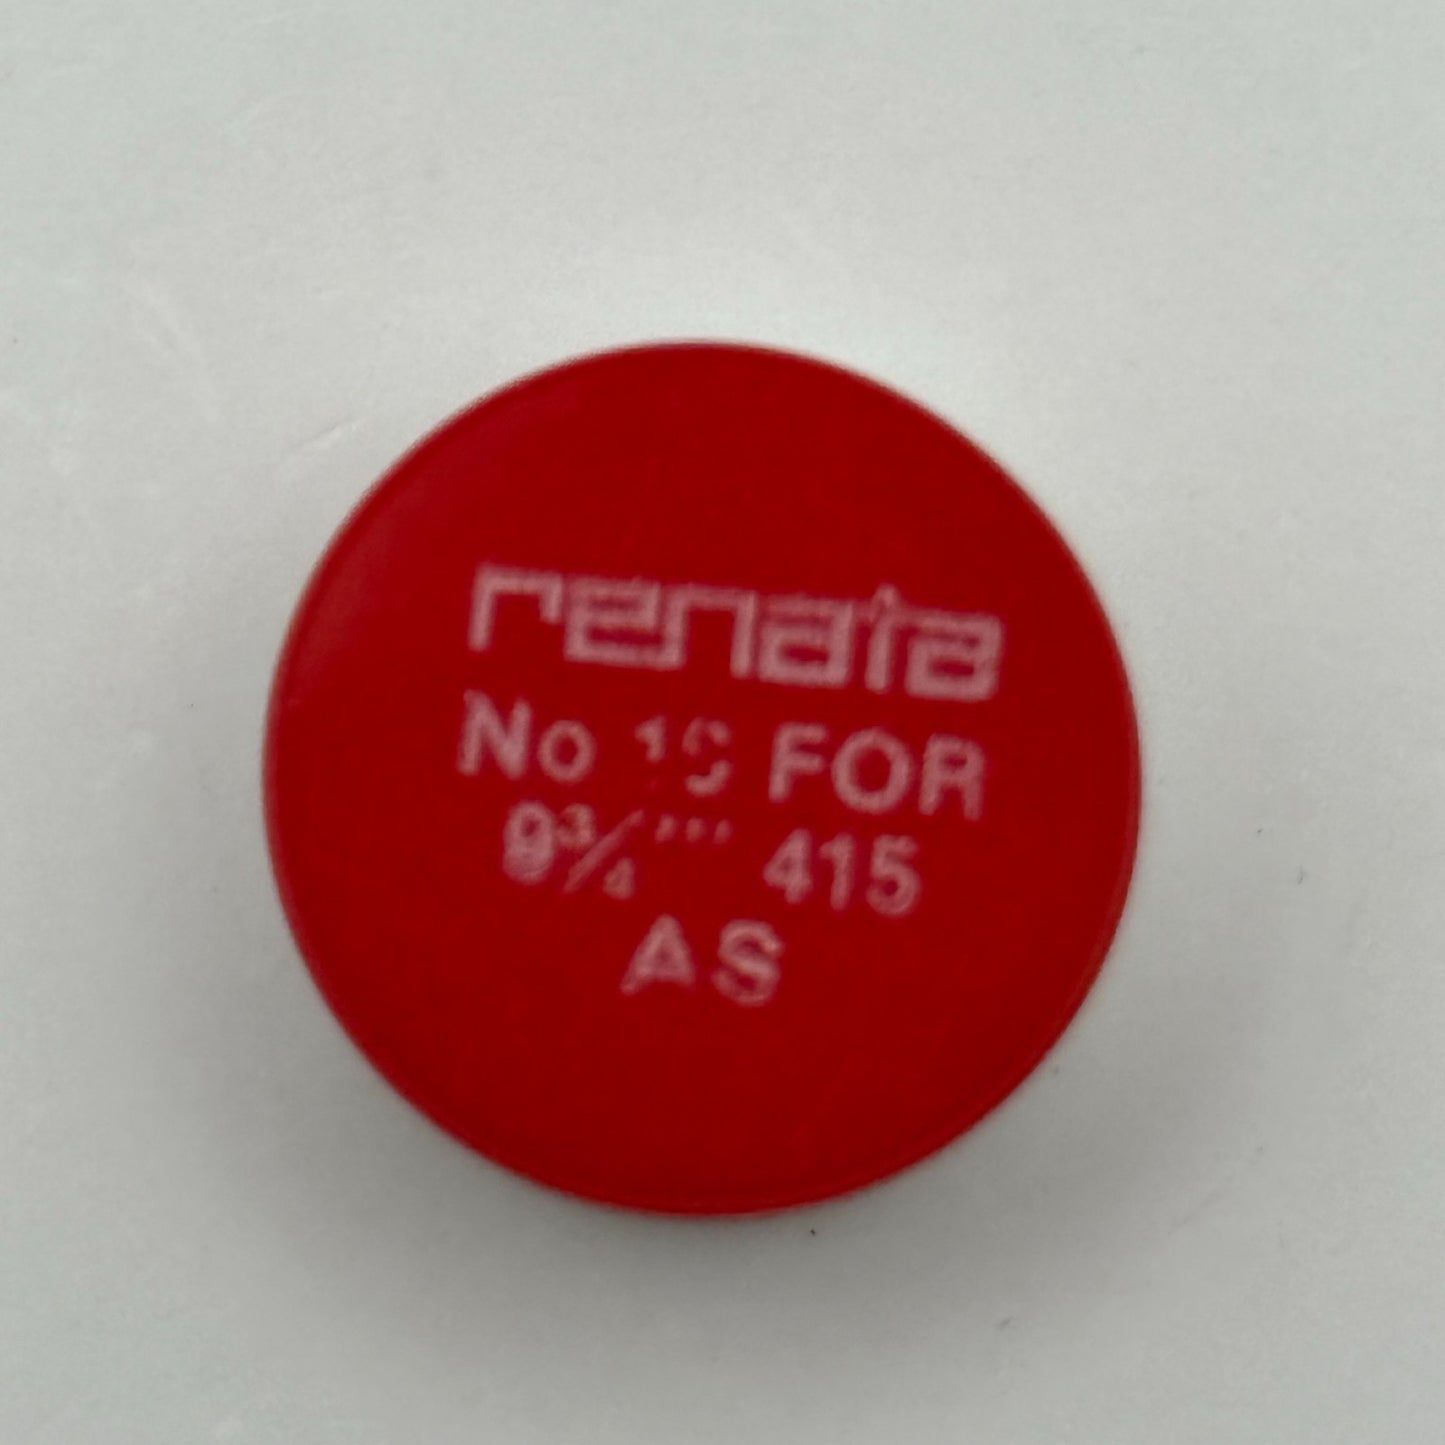 renata
No FOR
9¾''' 415
AS